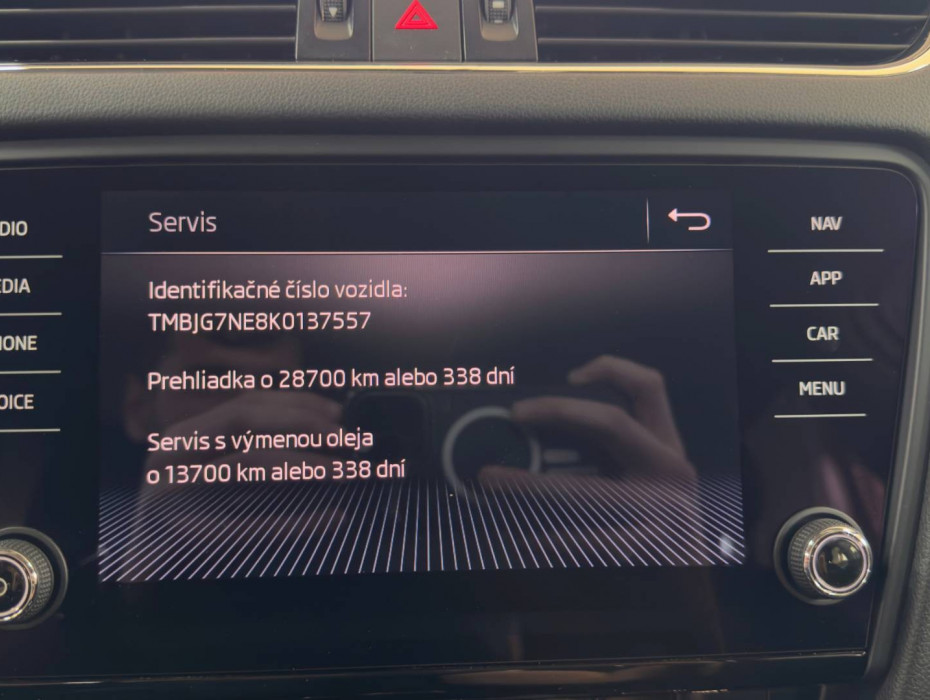 Servis
NAV
DIO
Identifikačné číslo vozidla:
APP
EDIA
TMBJG7NE8K0137557
CAR
HONE
Prehliadka o 28700 km alebo 338 dní
MENU
OICE
Servis s výmenou oleja
o 13700 km alebo 338 dní